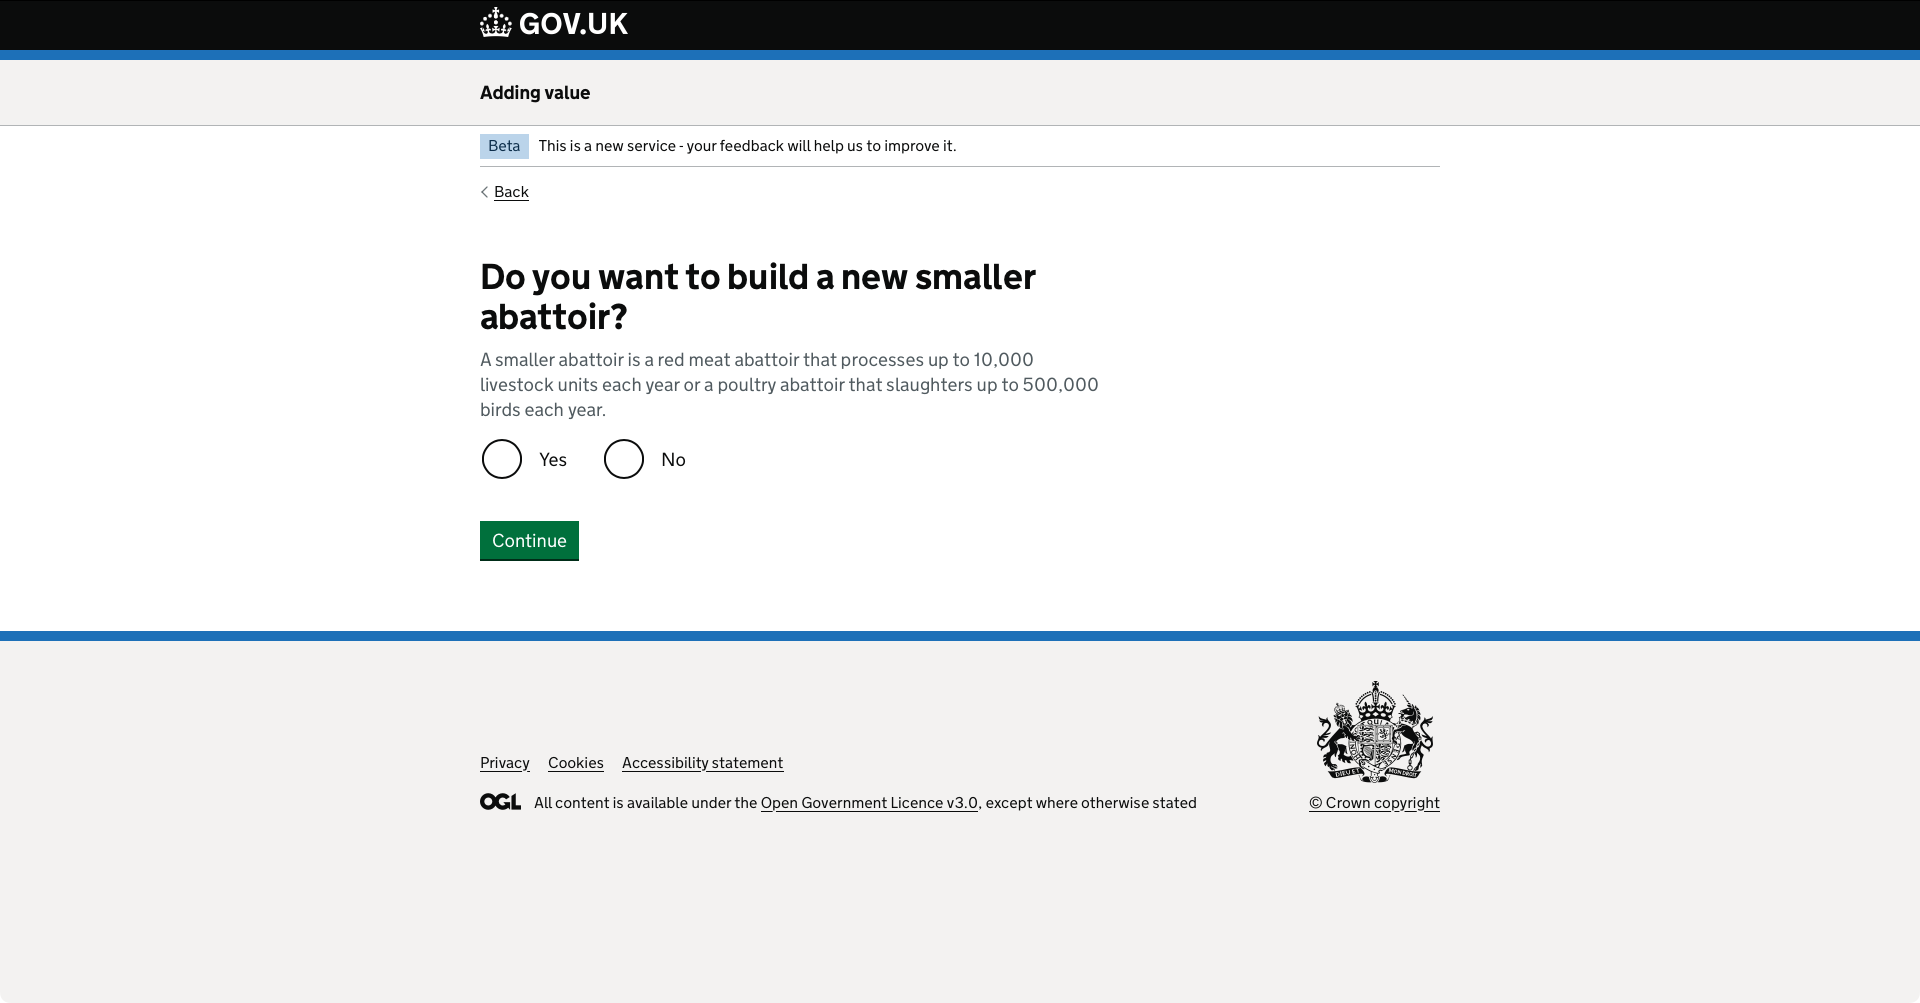 GOV.UK
Adding value
Beta This is a new service - your feedback will help us to improve it.
Back
Do you want to build a new smaller
abattoir?
A smaller abattoir is a red meat abattoir that processes up to 10,000
livestock units each year or a poultry abattoir that slaughters up to 500,000
birds each year.
Yes No
Continue
Privacy Cookies Accessibility statement
OGL All content is available under the Open Government Licence v3.0, except where otherwise stated
© Crown copyright